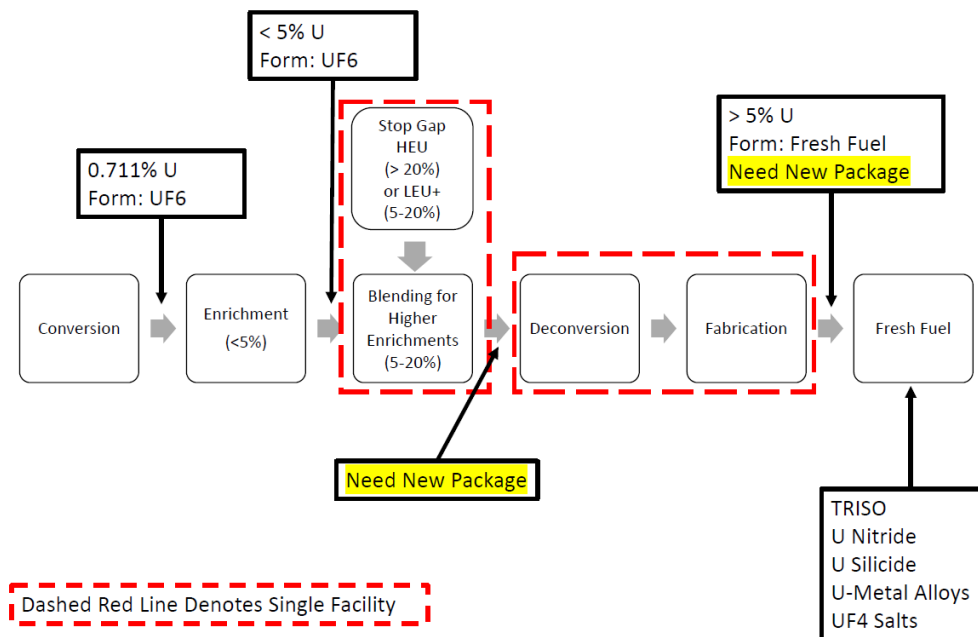 < 5% U
Form: UF6
Stop Gap
HEU
(> 20%)
or LEU+
(5-20%)
> 5% U
Form: Fresh Fuel
Need New Package
0.711% U
Form: UF6
Conversion
Enrichment
(<5%)
Blending for
Higher
Enrichments
(5-20%)
Deconversion
Fabrication
Fresh Fuel
Need New Package
TRISO
U Nitride
U Silicide
U-Metal Alloys
UF4 Salts
Dashed Red Line Denotes Single Facility